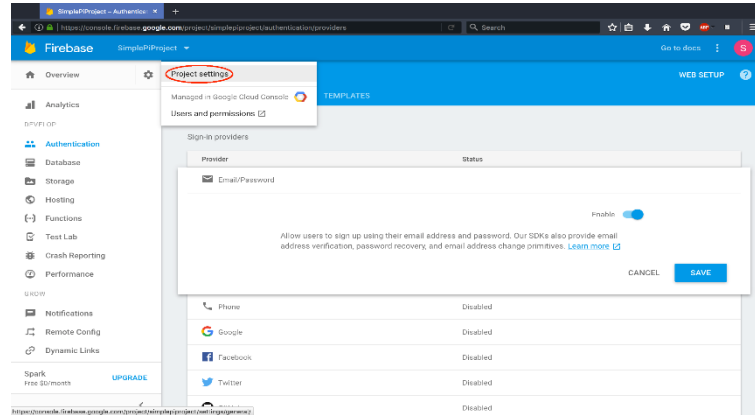 SimplePiProject – Authentica
https://console.firebase.google.com/project/simplepiproject/authentication/providers
Search
Firebase
SimplePiProject
Go to docs
S
Overview
Project settings
WEB SETUP
Managed in Google Cloud Console
TEMPLATES
Users and permissions
Analytics
DEVELOP
Authentication
Database
Storage
Hosting
Functions
Test Lab
Crash Reporting
Performance
GROW
Notifications
Remote Config
Dynamic Links
Spark
Free $0/month
UPGRADE
Sign-in providers
Provider
Status
Email/Password
Enable
Allow users to sign up using their email address and password. Our SDKs also provide email
address verification, password recovery, and email address change primitives. Learn more
CANCEL
SAVE
Phone
Disabled
Google
Disabled
Facebook
Disabled
Twitter
Disabled
Disabled
https://console.firebase.google.com/project/simplepiproject/settings/general/